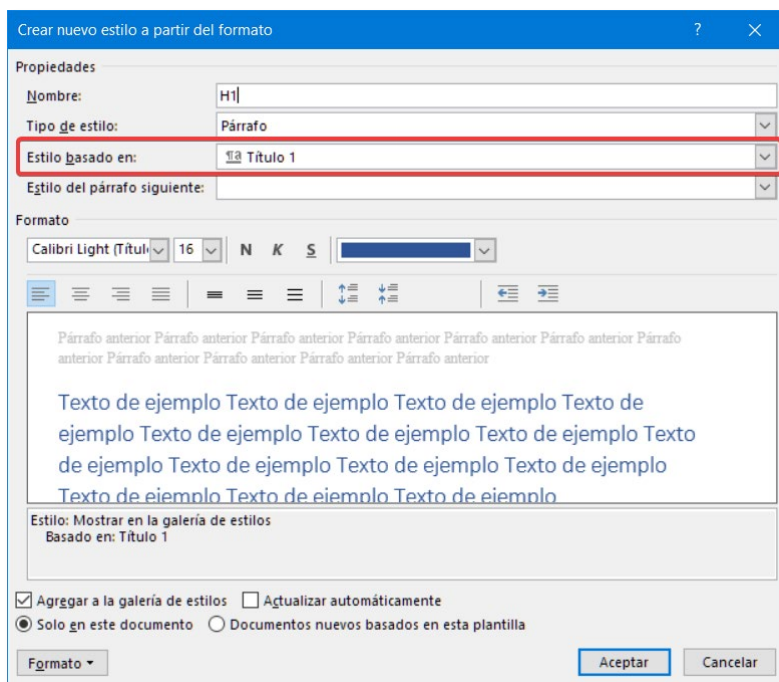 Crear nuevo estilo a partir del formato ?
Propiedades
Nombre: H1
Tipo de estilo: Párrafo
Estilo basado en: ¶a Título 1
Estilo del párrafo siguiente:
Formato
Calibri Light (Títul 16 N K S
Párrafo anterior Párrafo anterior Párrafo anterior Párrafo anterior Párrafo anterior Párrafo anterior Párrafo
anterior Párrafo anterior Párrafo anterior Párrafo anterior Párrafo anterior
Texto de ejemplo Texto de ejemplo Texto de ejemplo Texto de
ejemplo Texto de ejemplo Texto de ejemplo Texto de ejemplo Texto
de ejemplo Texto de ejemplo Texto de ejemplo Texto de ejemplo
Texto de ejemplo Texto de ejemplo Texto de ejemplo
Estilo: Mostrar en la galería de estilos
Basado en: Título 1
Agregar a la galería de estilos Actualizar automáticamente
Solo en este documento Documentos nuevos basados en esta plantilla
Formato Aceptar Cancelar